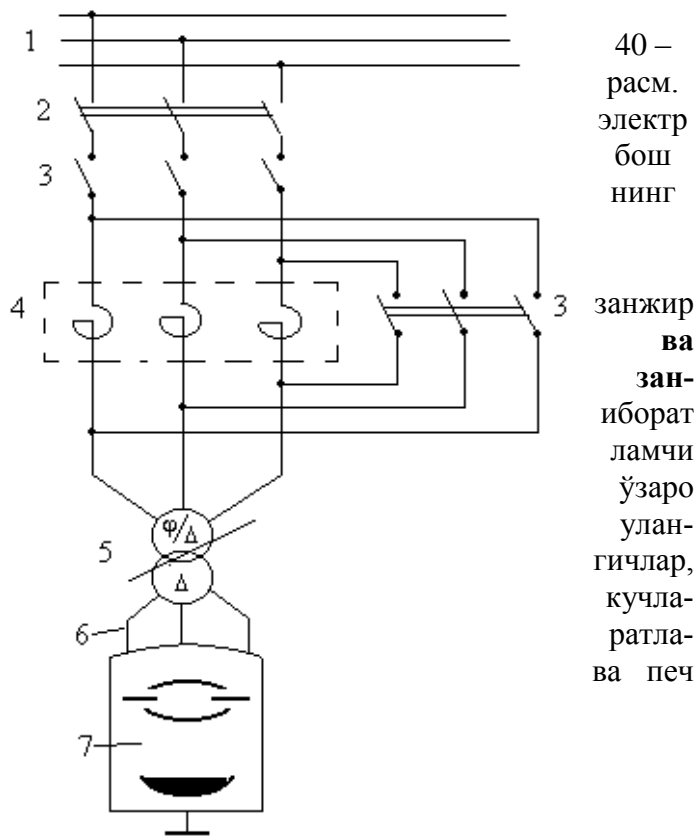 1
2
3
4
3
5
φ/Δ
Δ
6
7
40 –
расм.
электр
бош
нинг
занжир
ва
зан-
иборат
ламчи
ўзаро
улан-
гичлар,
кучла-
ратла-
ва печ